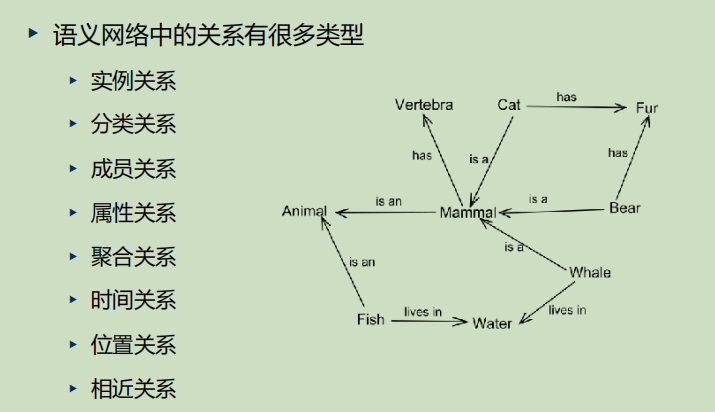 语义网络中的关系有很多类型
实例关系
分类关系
成员关系
属性关系
聚合关系
时间关系
位置关系
相近关系
Vertebra
Cat
has
Fur
has
is a
has
Animal
is an
Mammal
is a
Bear
is an
is a
Whale
Fish
lives in
Water
lives in